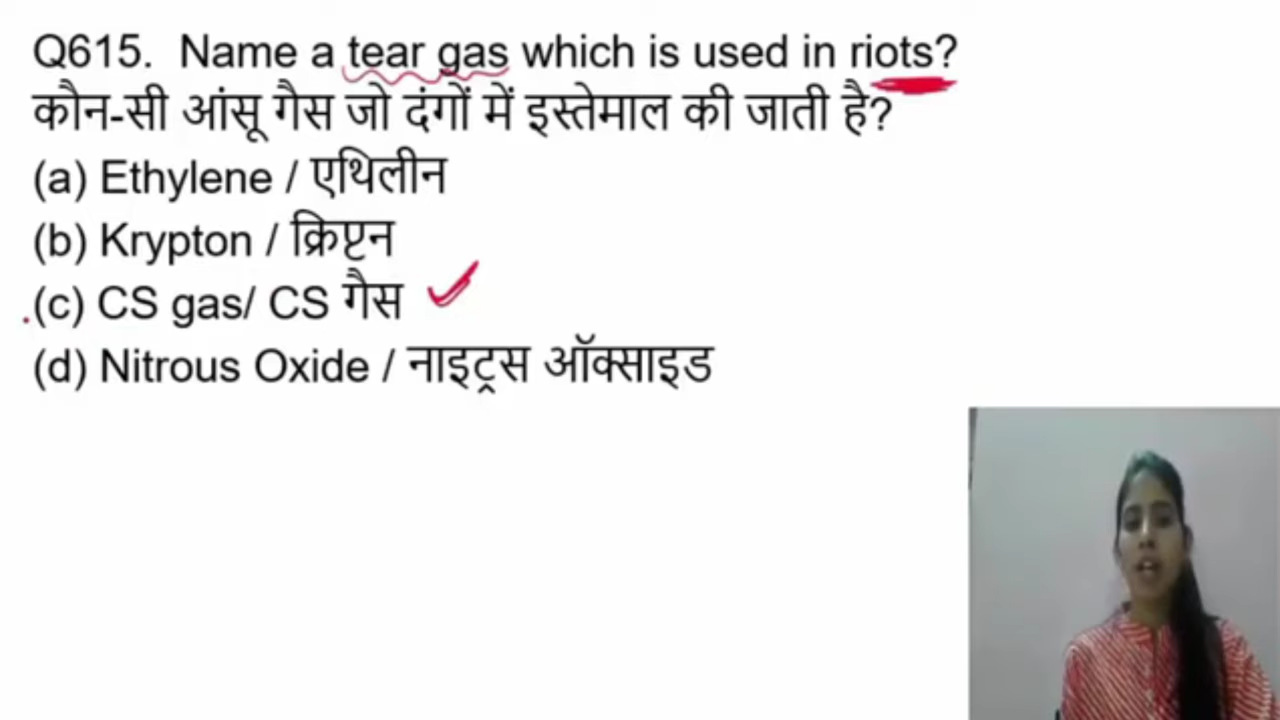 Q615. Name a tear gas which is used in riots?
कौन-सी आंसू गैस जो दंगों में इस्तेमाल की जाती है?
(a) Ethylene / एथिलीन
(b) Krypton / क्रिप्टन
(c) CS gas/ CS गैस
(d) Nitrous Oxide / नाइट्रस ऑक्साइड